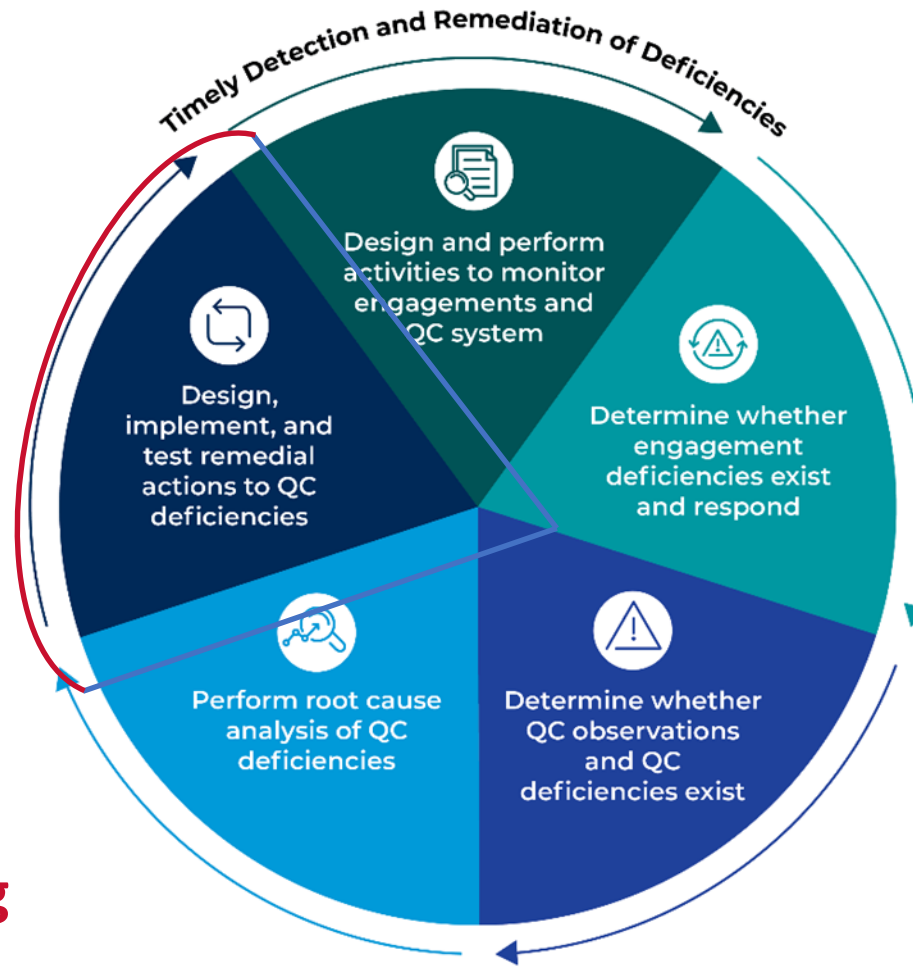 Timely Detection and Remediation of Deficiencies
Design and perform
activities to monitor
engagements and
QC system
Determine whether
engagement
deficiencies exist
and respond
Determine whether
QC observations
and QC
deficiencies exist
Perform root cause
analysis of QC
deficiencies
Design,
implement, and
test remedial
actions to QC
deficiencies
g